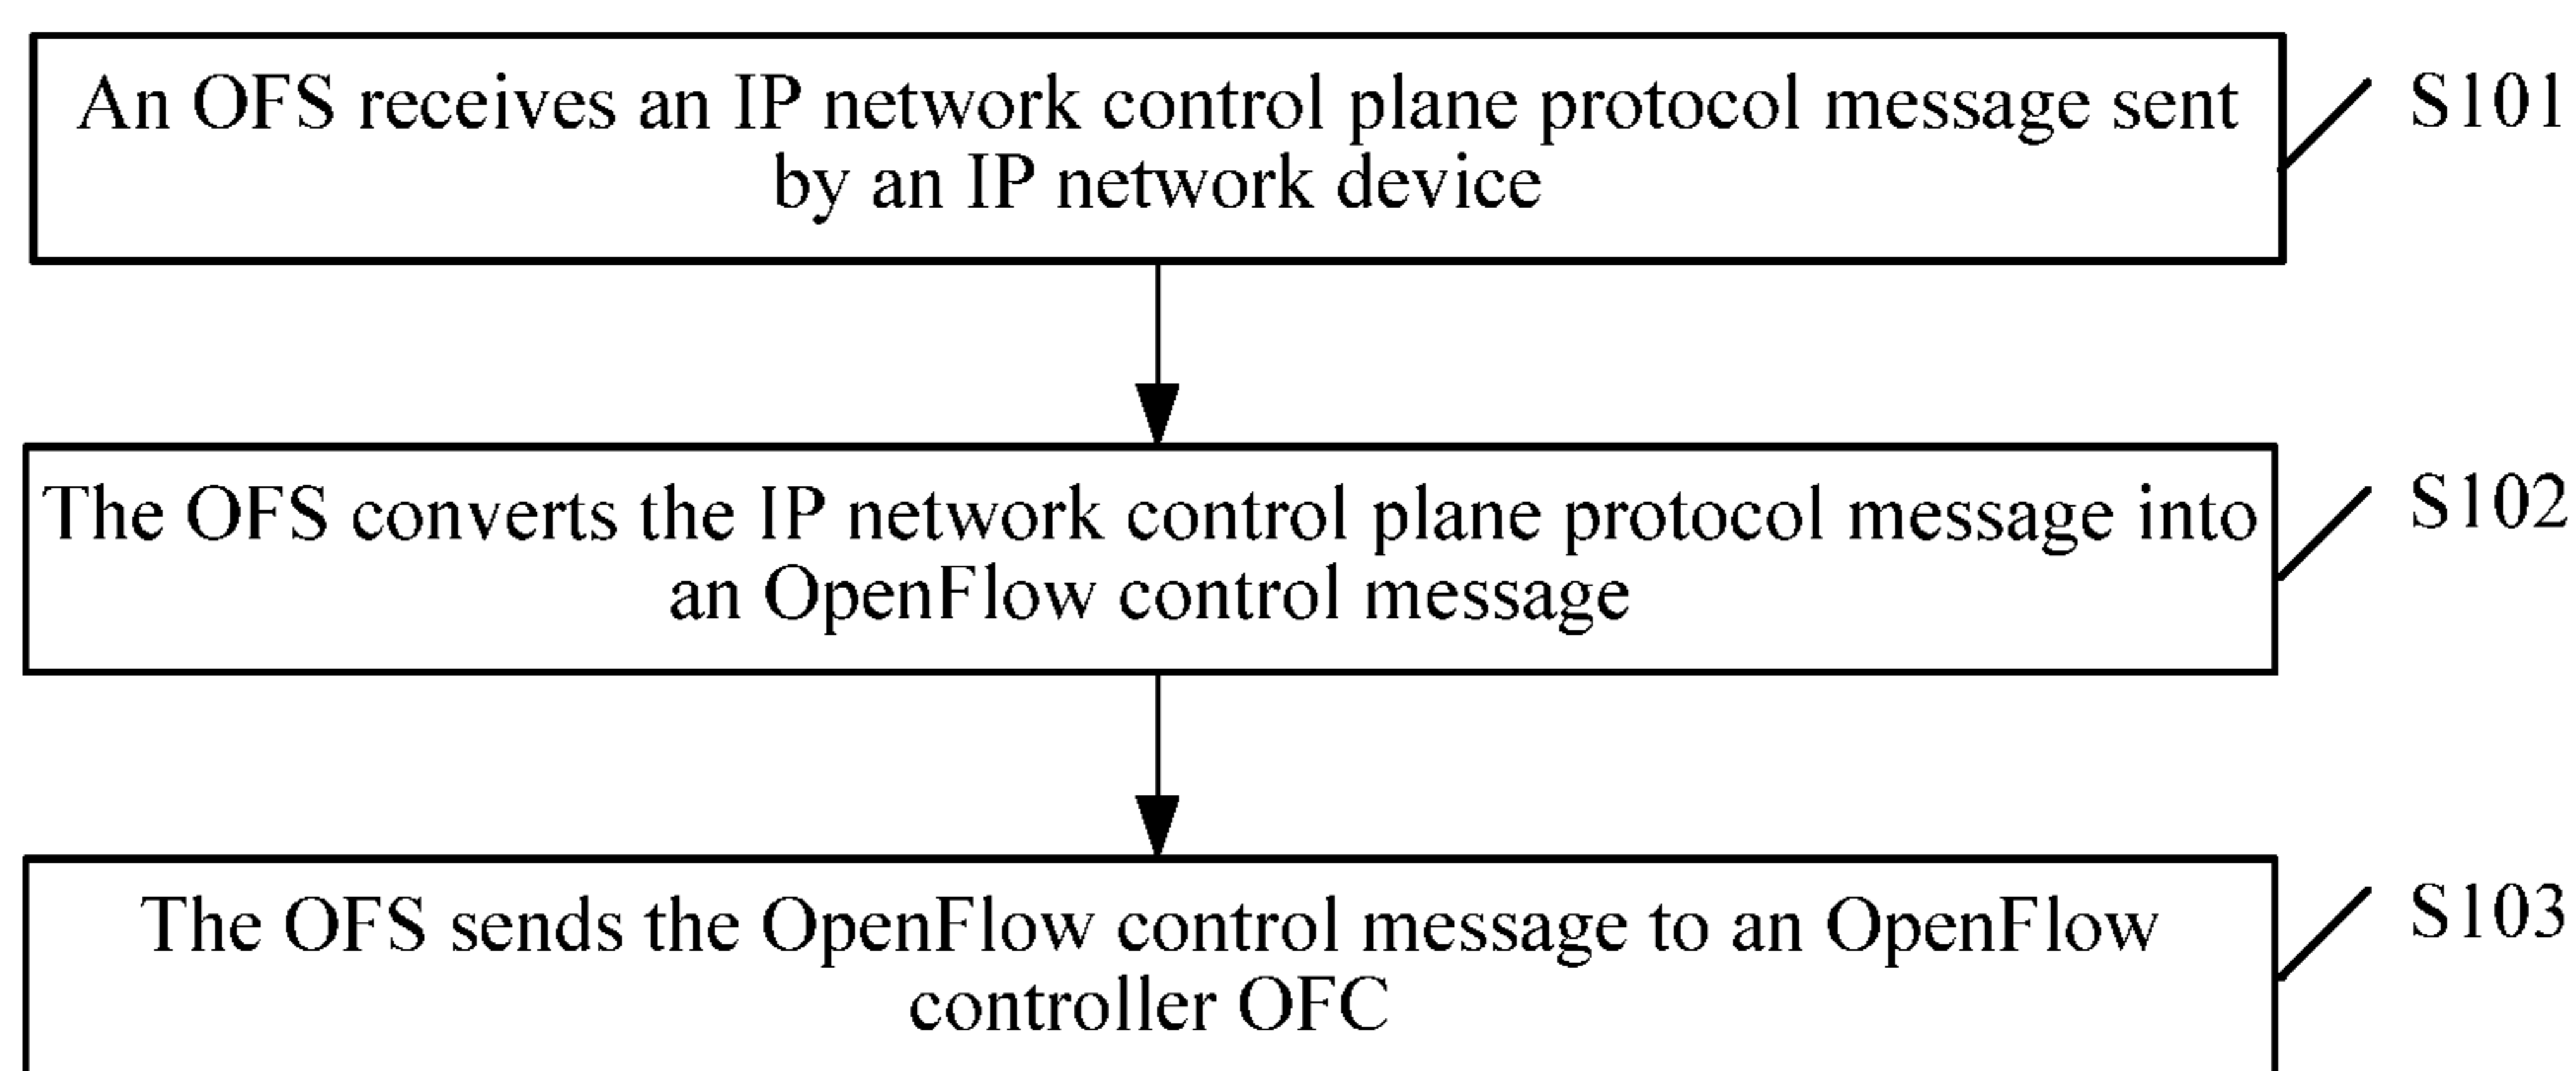 An OFS receives an IP network control plane protocol message sent
by an IP network device
S101
The OFS converts the IP network control plane protocol message into
an OpenFlow control message
S102
The OFS sends the OpenFlow control message to an OpenFlow
controller OFC
S103